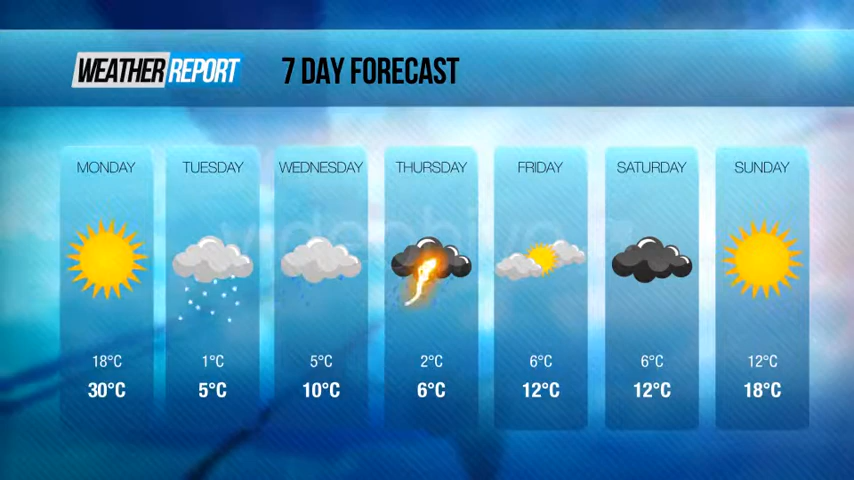 WEATHER REPORT
7 DAY FORECAST
MONDAY
TUESDAY
WEDNESDAY
THURSDAY
FRIDAY
SATURDAY
SUNDAY
videohive
18°C
1°C
5°C
2°C
6°C
6°C
12°C
30°C
5°C
10°C
6°C
12°C
12°C
18°C